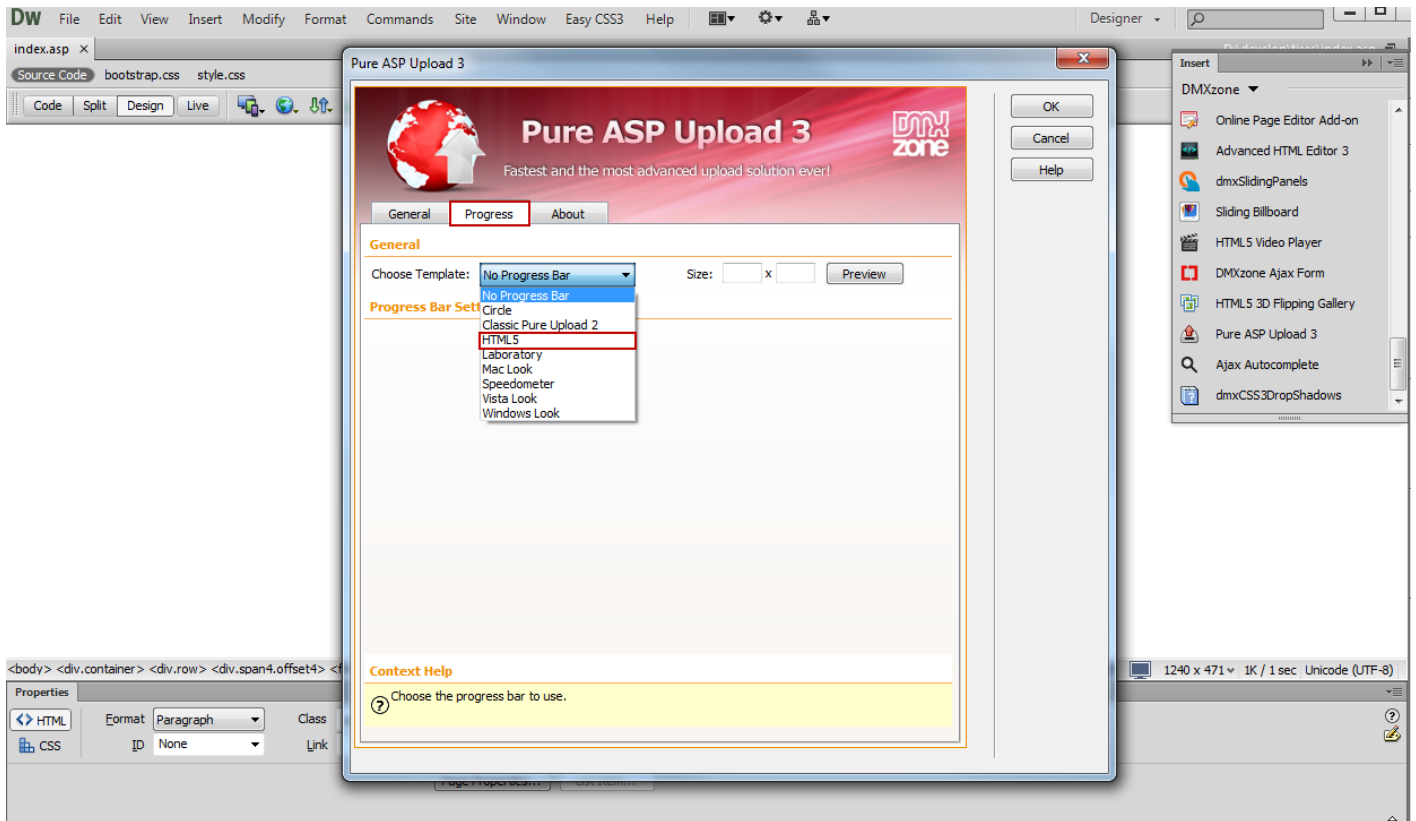 DW File Edit View Insert Modify Format Commands Site Window Easy CSS3 Help Designer
index.asp
Source Code bootstrap.css style.css
Code Split Design Live
Pure ASP Upload 3
Pure ASP Upload 3
DMX zone
Fastest and the most advanced upload solution ever!
OK
Cancel
Help
General Progress About
General
Choose Template: No Progress Bar Size: x Preview
No Progress Bar
Progress Bar Sett
Circle
Classic Pure Upload 2
HTML5
Laboratory
Mac Look
Speedometer
Vista Look
Windows Look
Context Help
Choose the progress bar to use.
Insert
DMXzone
Online Page Editor Add-on
Advanced HTML Editor 3
dmxSlidingPanels
Sliding Billboard
HTML5 Video Player
DMXzone Ajax Form
HTML5 3D Flipping Gallery
Pure ASP Upload 3
Ajax Autocomplete
dmxCSS3DropShadows
<body> <div.container> <div.row> <div.span4.offset4> <f
1240 x 471 1K / 1 sec Unicode (UTF-8)
Properties
HTML Format Paragraph Class
CSS ID None Link